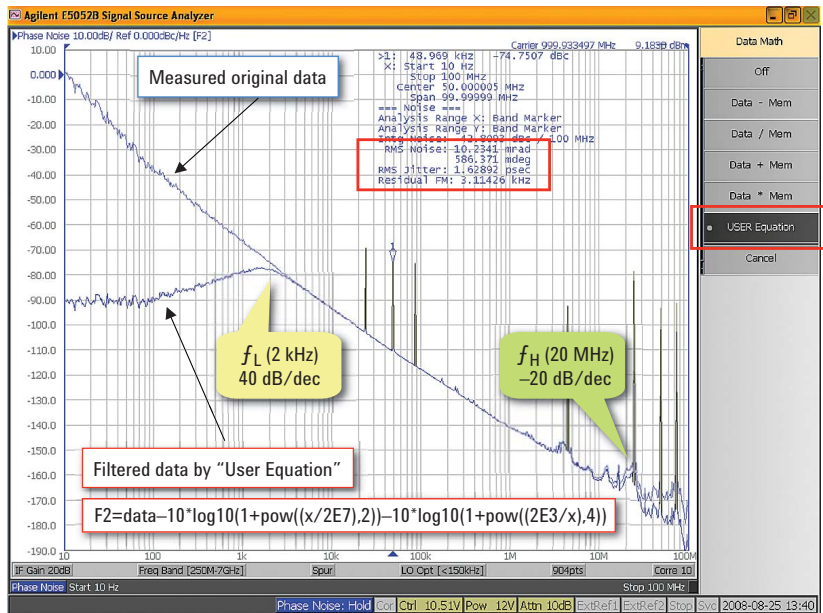 Agilent E5052B Signal Source Analyzer
Phase Noise 10.00dB/ Ref 0.000dBc/Hz [F2]
Data Math
Off
Data - Mem
Data / Mem
Data + Mem
Data * Mem
USER Equation
Cancel
Carrier 999.933497 MHz 9.1839 dBm
>1: 48.969 kHz -74.7507 dBc
X: Start 10 Hz
Stop 100 MHz
Center 50.000005 MHz
Span 99.99999 MHz
=== Noise ===
Analysis Range X: Band Marker
Analysis Range Y: Band Marker
Intg Noise: dBc / 100 MHz
RMS Noise: 10.2341 mrad
586.371 mdeg
RMS Jitter: 1.62892 psec
Residual FM: 3.11426 kHz
Measured original data
1
fL (2 kHz)
40 dB/dec
fH (20 MHz)
–20 dB/dec
Filtered data by “User Equation”
F2=data–10*log10(1+pow((x/2E7),2))–10*log10(1+pow((2E3/x),4))
10.00
0.000
-10.00
-20.00
-30.00
-40.00
-50.00
-60.00
-70.00
-80.00
-90.00
-100.0
-110.0
-120.0
-130.0
-140.0
-150.0
-160.0
-170.0
-180.0
-190.0
10 100 1k 10k 100k 1M 10M 100M
IF Gain 20dB Freq Band [250M-7GHz] Spur LO Opt [<150kHz] 904pts Corre 10
Phase Noise Start 10 Hz Stop 100 MHz
Phase Noise: Hold Cor Ctrl 10.51V Pow 12V Attn 10dB ExtRef1 ExtRef2 Stop Svc 2008-08-25 13:40